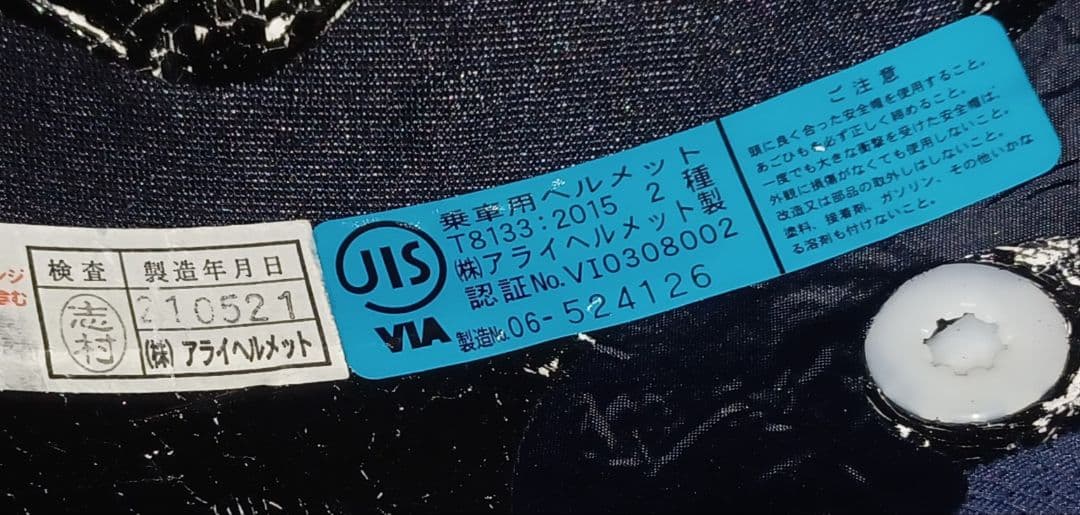 ンジ
含む
検査
製造年月日
志村
210521
(株) アライヘルメット
JIS
VIA
乗車用ヘルメット
T8133:2015 2種
(株)アライヘルメット製
認証No.VI0308002
製造No.06-524126
ご注意
頭に良く合った安全帽を使用すること。
あごひもを必ず正しく締めること。
一度でも大きな衝撃を受けた安全帽は、
外観に損傷がなくても使用しないこと。
改造又は部品の取外しはしないこと。
塗料、接着剤、ガソリン、その他いかな
る溶剤も付けないこと。